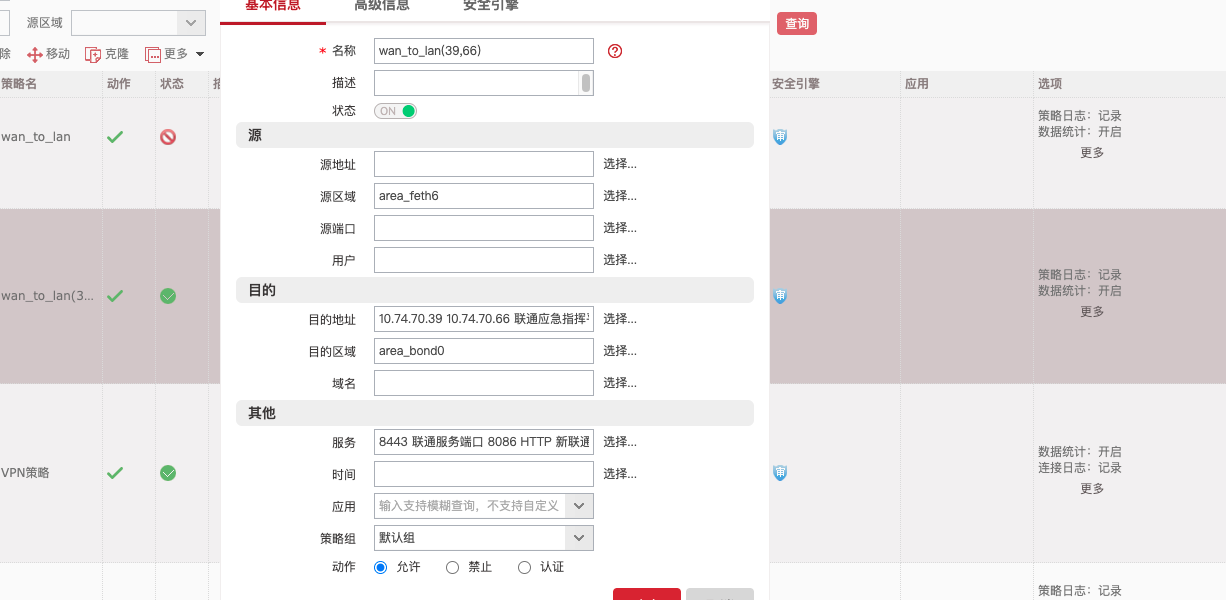 基本信息 高级信息 安全引擎
源区域 查询
除 移动 克隆 更多
策略名 动作 状态 安全引擎 应用 选项
* 名称 wan_to_lan(39,66)
描述
状态 ON
源
源地址 选择...
源区域 area_feth6 选择...
源端口 选择...
用户 选择...
目的
目的地址 10.74.70.39 10.74.70.66 联通应急指挥 选择...
目的区域 area_bond0 选择...
域名 选择...
其他
服务 8443 联通服务端口 8086 HTTP 新联通 选择...
时间 选择...
应用 输入支持模糊查询，不支持自定义
策略组 默认组
动作 允许 禁止 认证
wan_to_lan 审 策略日志：记录
数据统计：开启
更多
wan_to_lan(3... 审 策略日志：记录
数据统计：开启
更多
VPN策略 审 数据统计：开启
连接日志：记录
更多
策略日志：记录